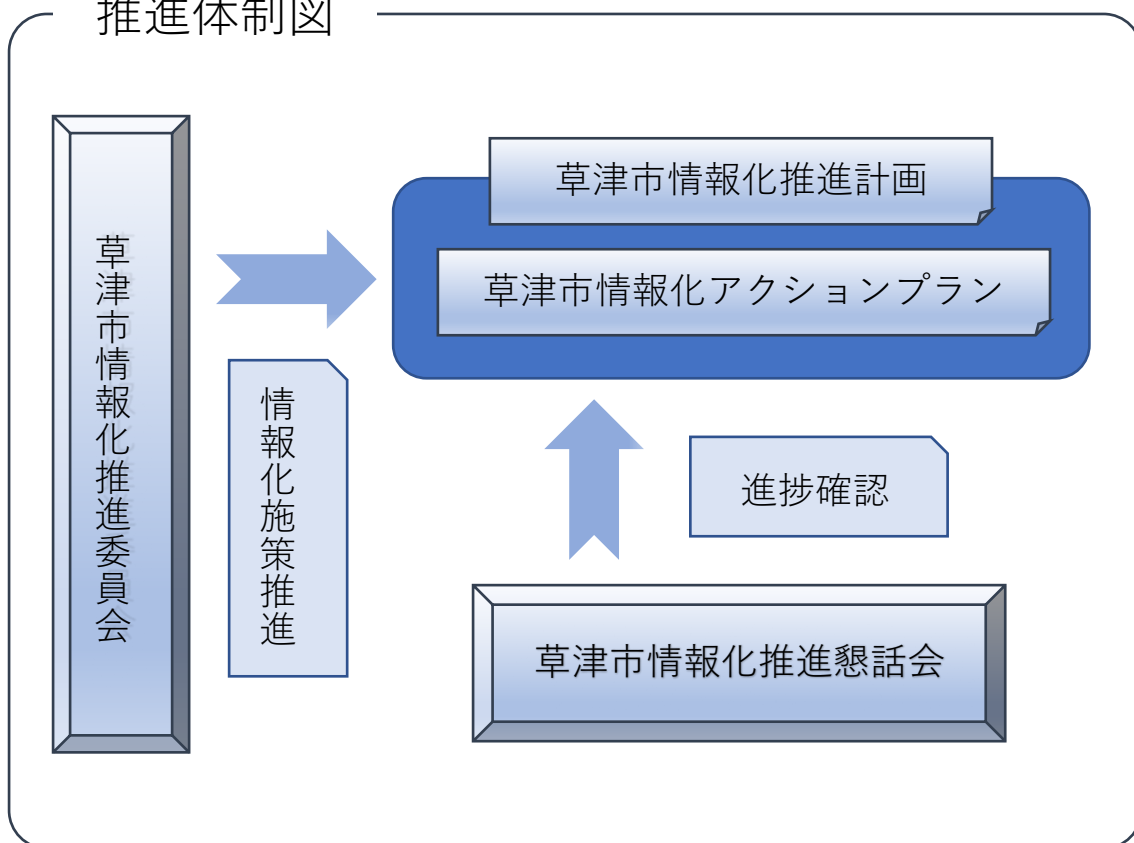 推進体制図
草津市情報化推進委員会
情報化施策推進
草津市情報化推進計画
草津市情報化アクションプラン
進捗確認
草津市情報化推進懇話会